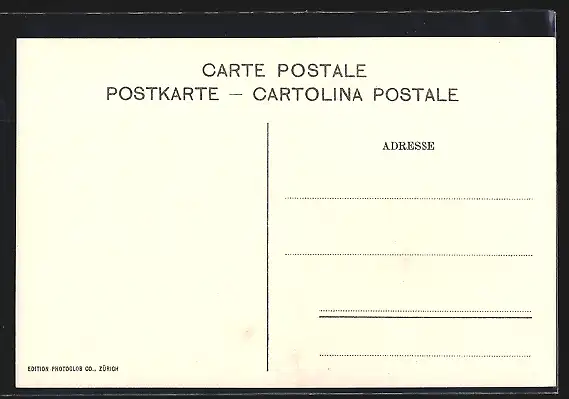 CARTE POSTALE
POSTKARTE — CARTOLINA POSTALE
ADRESSE
EDITION PHOTOGLOB CO., ZÜRICH